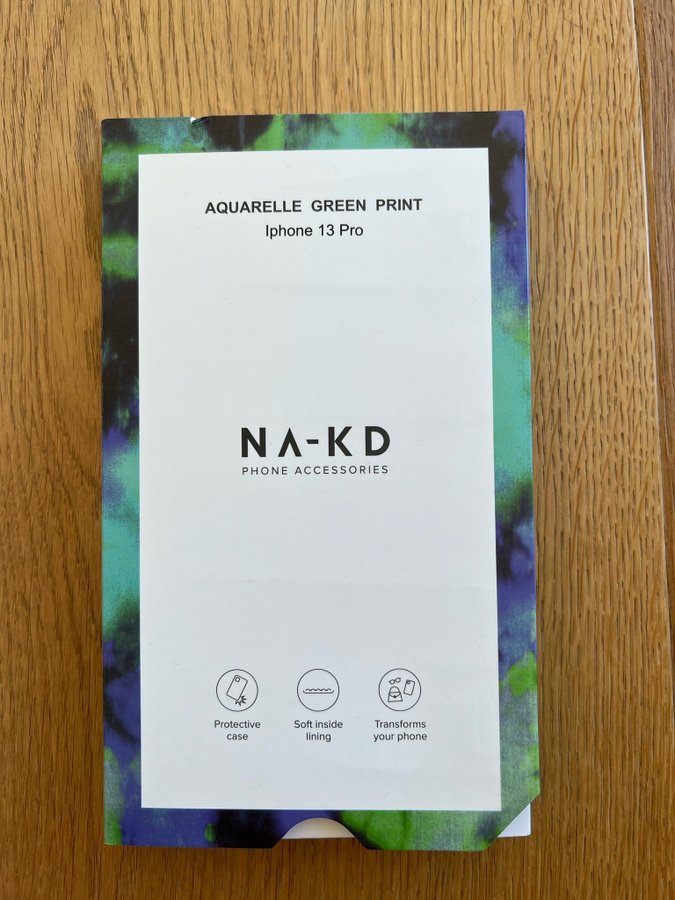 AQUARELLE GREEN PRINT
Iphone 13 Pro
NA-KD
PHONE ACCESSORIES
Protective
case
Soft inside
lining
Transforms
your phone